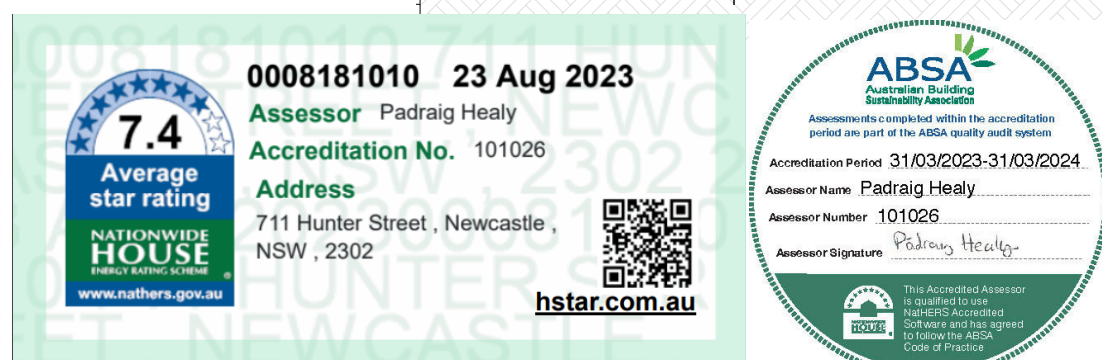 0008181010 23 Aug 2023
Assessor Padraig Healy
Accreditation No. 101026
Address
711 Hunter Street , Newcastle ,
NSW , 2302
hstar.com.au
7.4
Average
star rating
NATIONWIDE
HOUSE
ENERGY RATING SCHEME
www.nathers.gov.au
ABSA
Australian Building
Sustainability Association
Assessments completed within the accreditation
period are part of the ABSA quality audit system
Accreditation Period 31/03/2023-31/03/2024
Assessor Name Padraig Healy
Assessor Number 101026
Assessor Signature Padraig Healy
NATIONWIDE
HOUSE
This Accredited Assessor
is qualified to use
NatHERS Accredited
Software and has agreed
to follow the ABSA
Code of Practice